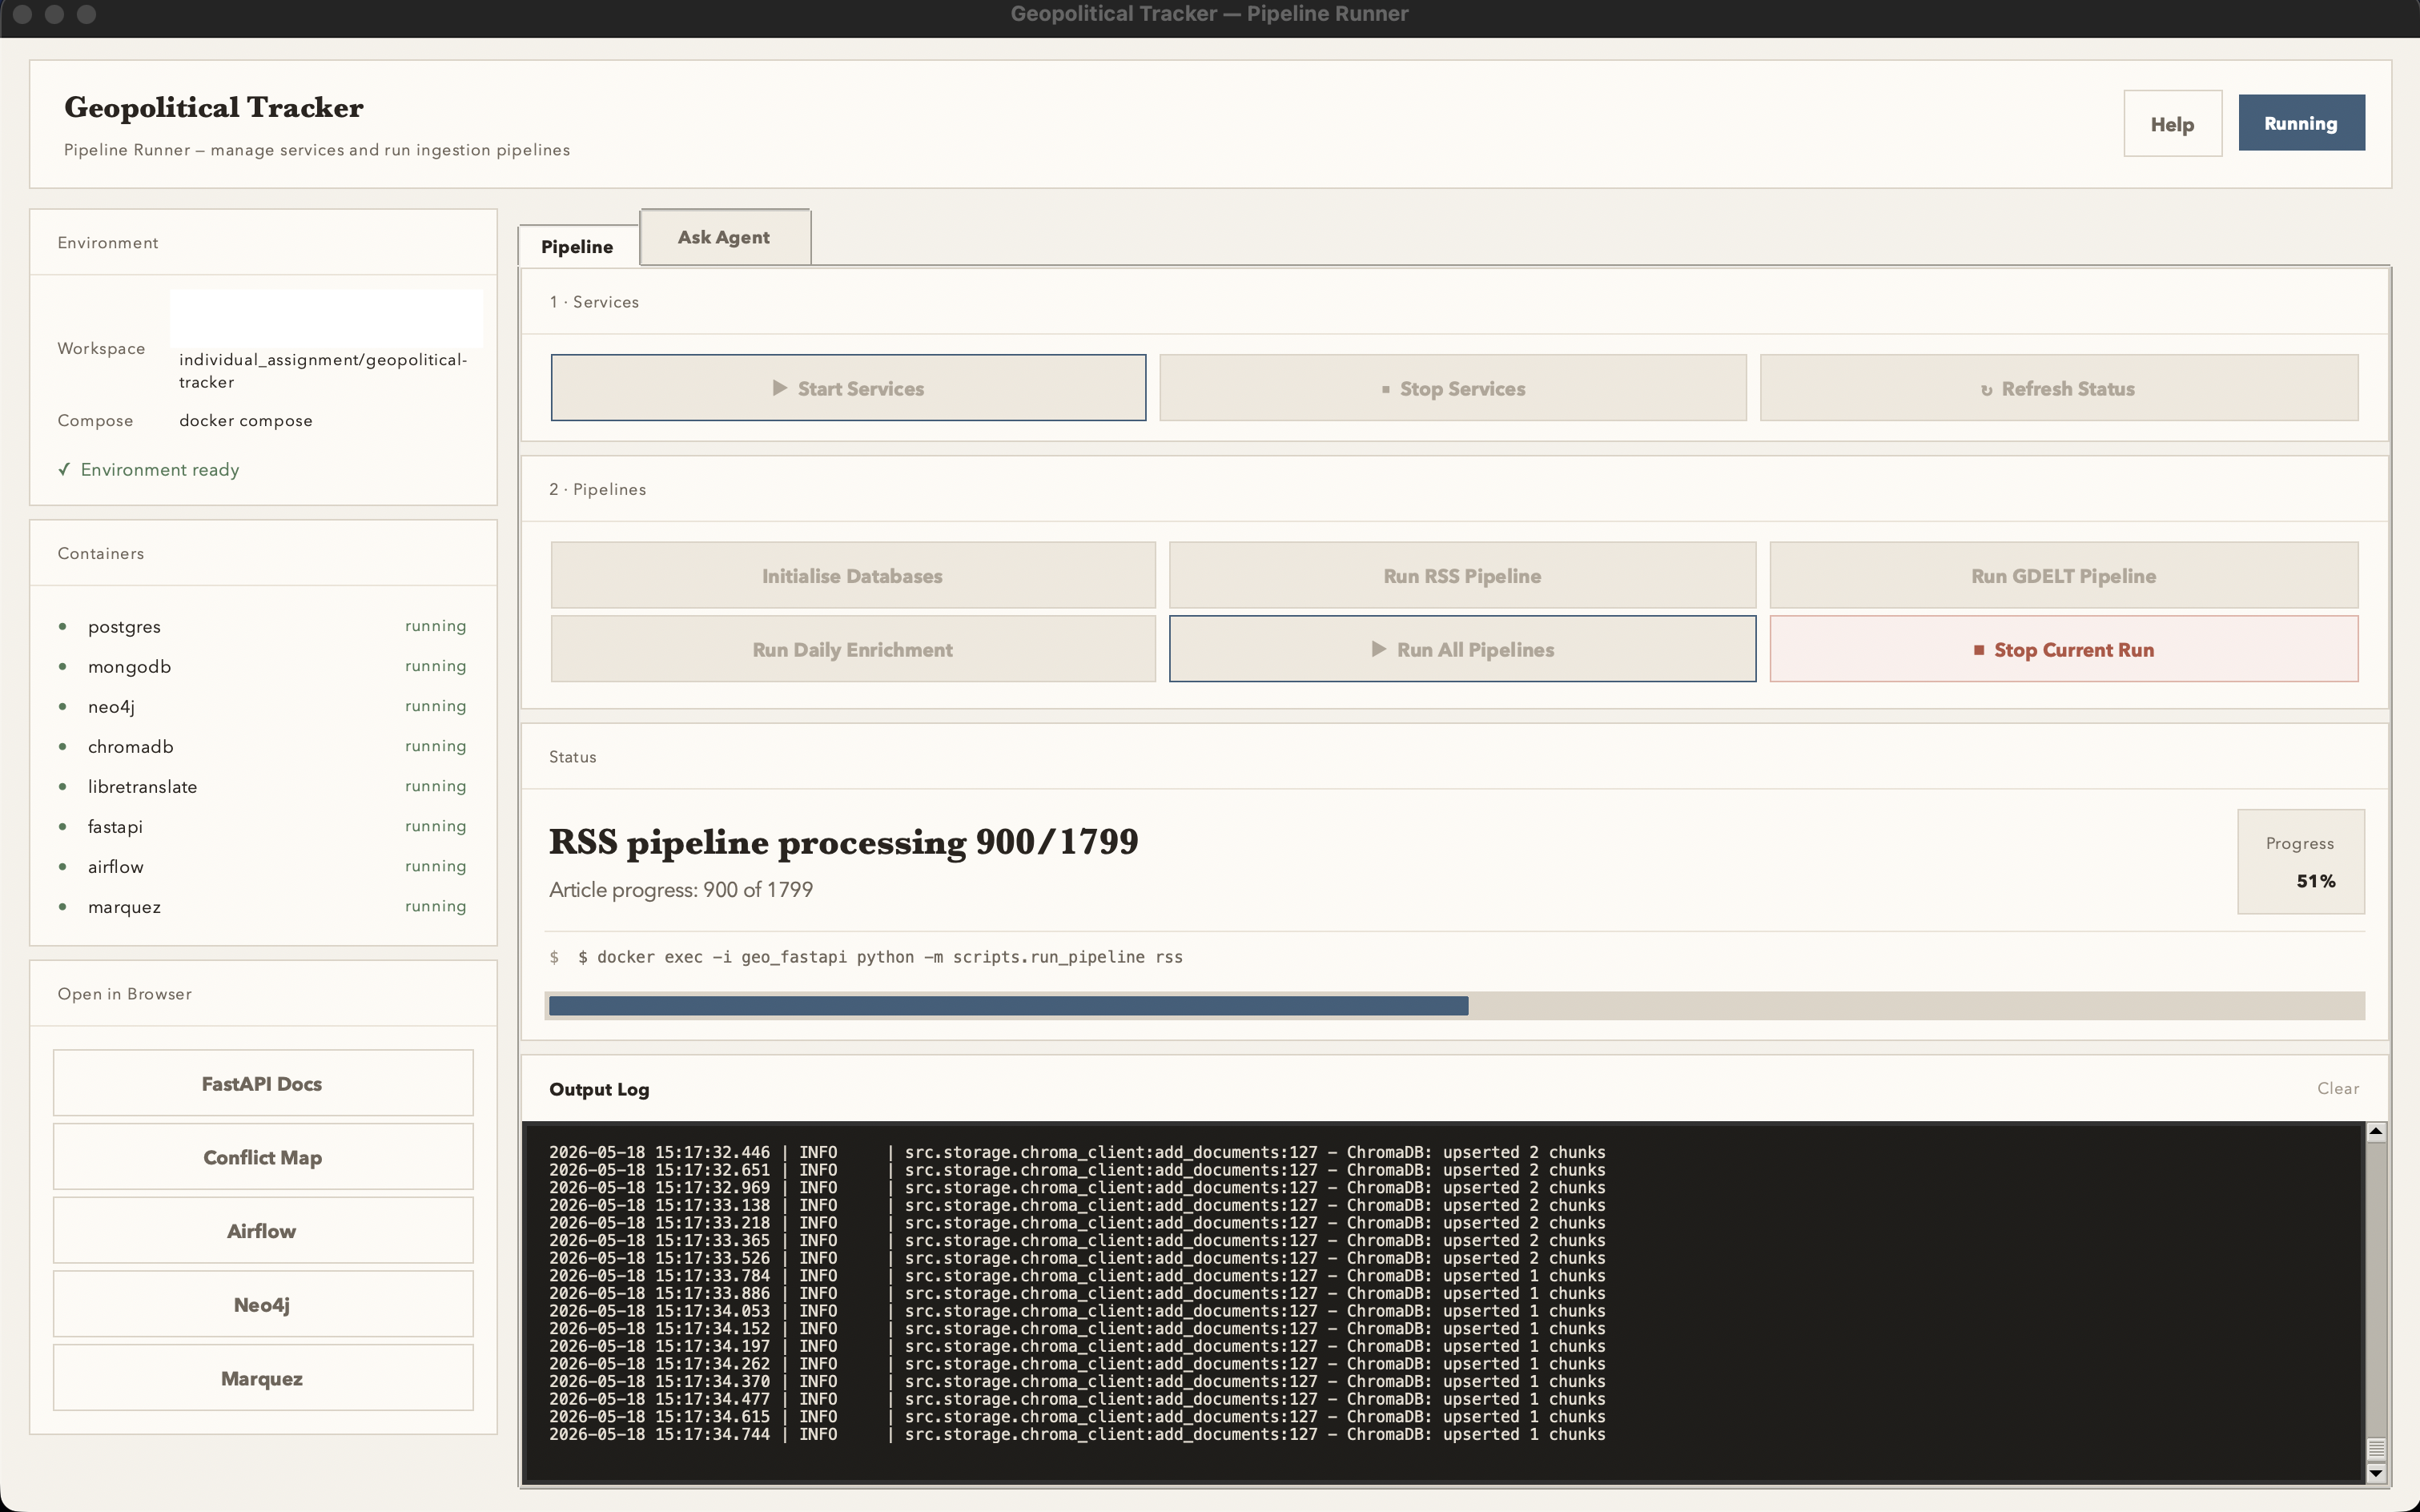 Geopolitical Tracker — Pipeline Runner
Geopolitical Tracker
Pipeline Runner – manage services and run ingestion pipelines
Help
Running
Environment
Workspace
individual_assignment/geopolitical-
tracker
Compose docker compose
✓ Environment ready
Containers
• postgres running
• mongodb running
• neo4j running
• chromadb running
• libretranslate running
• fastapi running
• airflow running
• marquez running
Open in Browser
FastAPI Docs
Conflict Map
Airflow
Neo4j
Marquez
Pipeline
Ask Agent
1 · Services
▶ Start Services
■ Stop Services
↻ Refresh Status
2 · Pipelines
Initialise Databases
Run RSS Pipeline
Run GDELT Pipeline
Run Daily Enrichment
▶ Run All Pipelines
■ Stop Current Run
Status
RSS pipeline processing 900/1799
Article progress: 900 of 1799
Progress
51%
$ $ docker exec -i geo_fastapi python -m scripts.run_pipeline rss
Output Log
Clear
2026-05-18 15:17:32.446 | INFO     | src.storage.chroma_client:add_documents:127 - ChromaDB: upserted 2 chunks
2026-05-18 15:17:32.651 | INFO     | src.storage.chroma_client:add_documents:127 - ChromaDB: upserted 2 chunks
2026-05-18 15:17:32.969 | INFO     | src.storage.chroma_client:add_documents:127 - ChromaDB: upserted 2 chunks
2026-05-18 15:17:33.138 | INFO     | src.storage.chroma_client:add_documents:127 - ChromaDB: upserted 2 chunks
2026-05-18 15:17:33.218 | INFO     | src.storage.chroma_client:add_documents:127 - ChromaDB: upserted 2 chunks
2026-05-18 15:17:33.365 | INFO     | src.storage.chroma_client:add_documents:127 - ChromaDB: upserted 2 chunks
2026-05-18 15:17:33.526 | INFO     | src.storage.chroma_client:add_documents:127 - ChromaDB: upserted 2 chunks
2026-05-18 15:17:33.784 | INFO     | src.storage.chroma_client:add_documents:127 - ChromaDB: upserted 1 chunks
2026-05-18 15:17:33.886 | INFO     | src.storage.chroma_client:add_documents:127 - ChromaDB: upserted 1 chunks
2026-05-18 15:17:34.053 | INFO     | src.storage.chroma_client:add_documents:127 - ChromaDB: upserted 1 chunks
2026-05-18 15:17:34.152 | INFO     | src.storage.chroma_client:add_documents:127 - ChromaDB: upserted 1 chunks
2026-05-18 15:17:34.197 | INFO     | src.storage.chroma_client:add_documents:127 - ChromaDB: upserted 1 chunks
2026-05-18 15:17:34.262 | INFO     | src.storage.chroma_client:add_documents:127 - ChromaDB: upserted 1 chunks
2026-05-18 15:17:34.370 | INFO     | src.storage.chroma_client:add_documents:127 - ChromaDB: upserted 1 chunks
2026-05-18 15:17:34.477 | INFO     | src.storage.chroma_client:add_documents:127 - ChromaDB: upserted 1 chunks
2026-05-18 15:17:34.615 | INFO     | src.storage.chroma_client:add_documents:127 - ChromaDB: upserted 1 chunks
2026-05-18 15:17:34.744 | INFO     | src.storage.chroma_client:add_documents:127 - ChromaDB: upserted 1 chunks